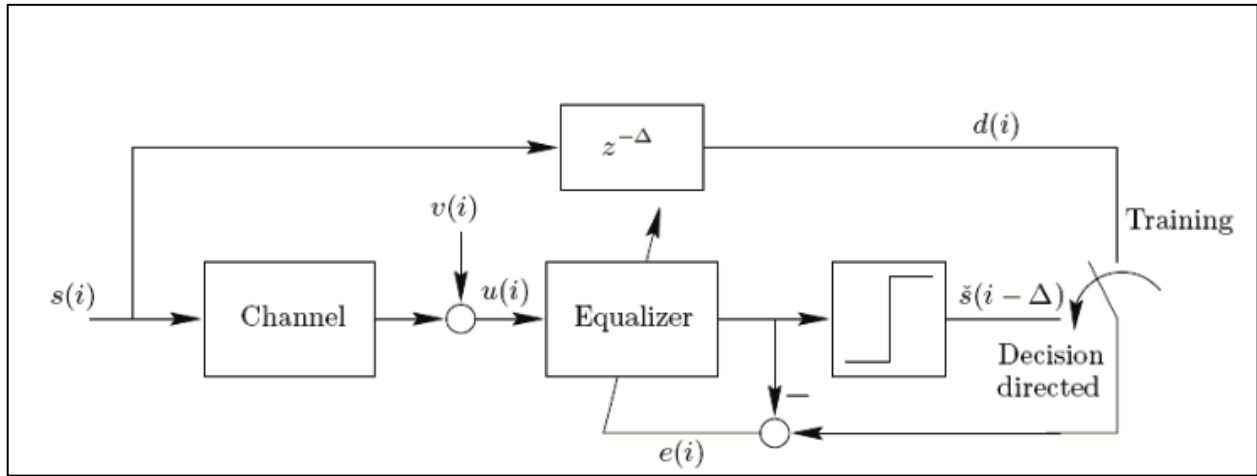 z^{-Δ}
d(i)
v(i)
Training
s(i)
Channel
u(i)
Equalizer
š(i − Δ)
Decision
directed
−
e(i)